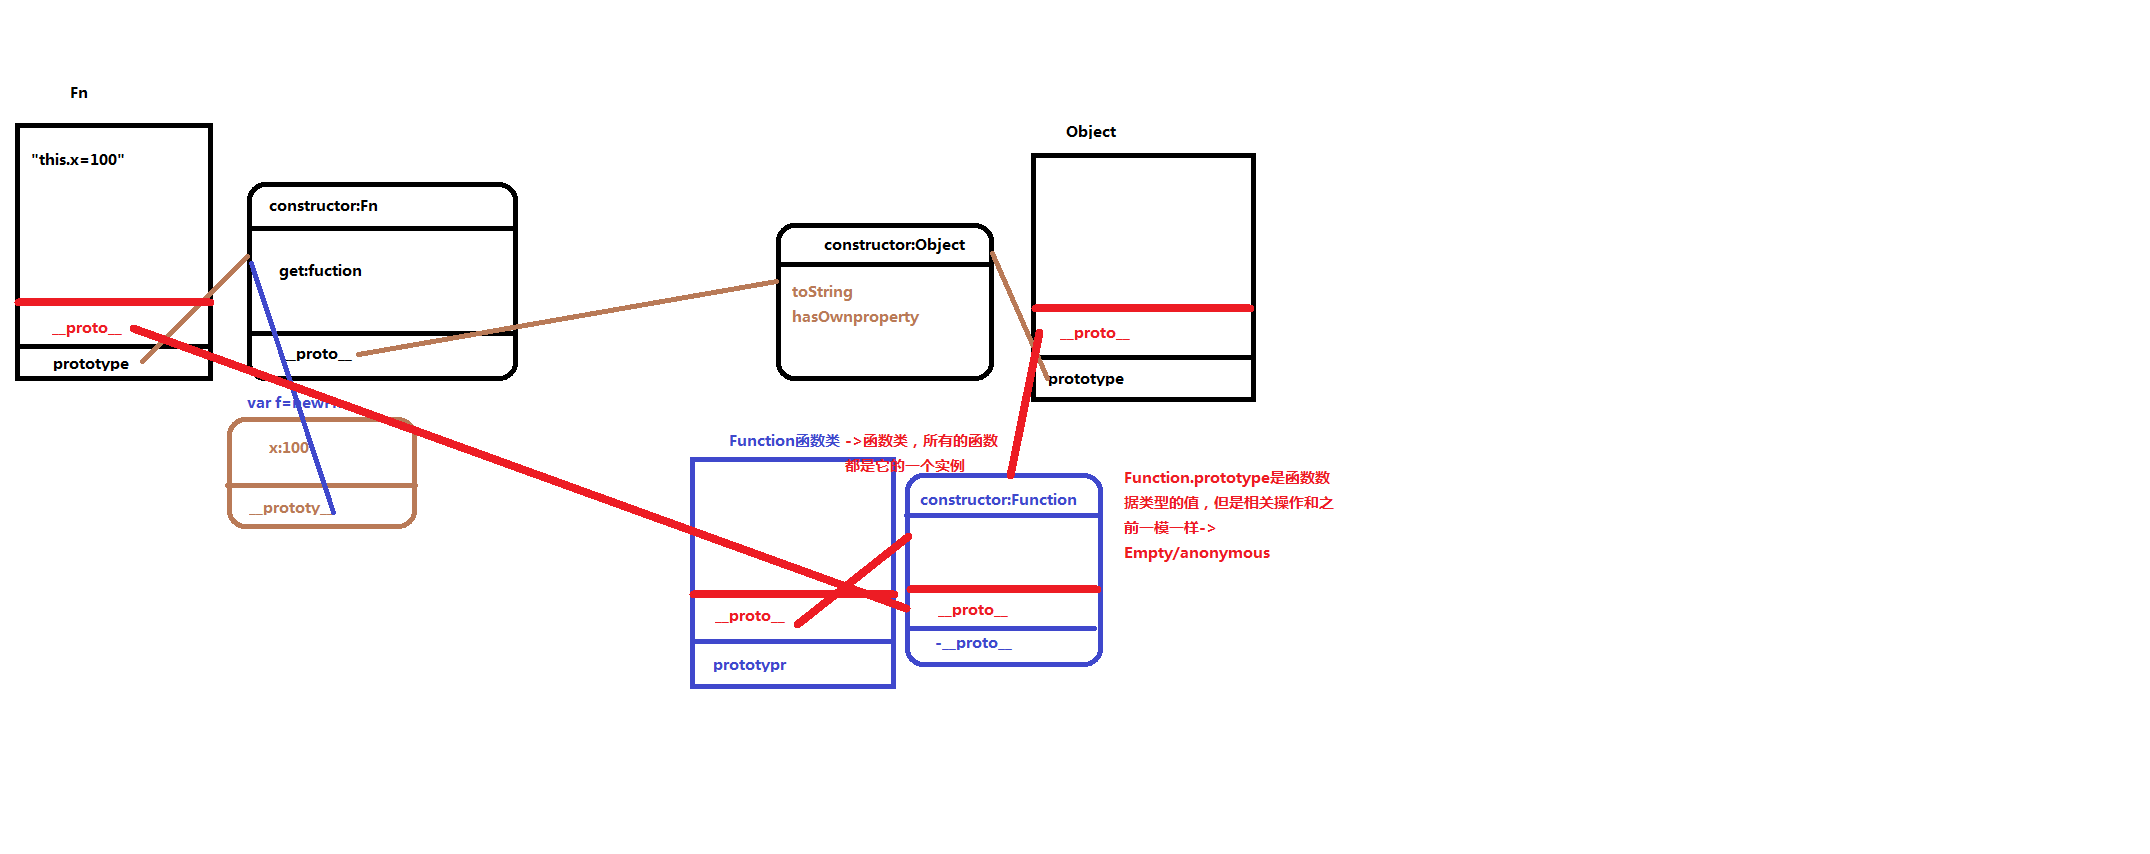 Fn
"this.x=100"
__proto__
prototype
constructor:Fn
get:fuction
__proto__
var f=
x:100
__prototy__
constructor:Object
toString
hasOwnproperty
Object
__proto__
prototype
Function函数类 ->函数类，所有的函数
都是它的一个实例
__proto__
prototypr
constructor:Function
__proto__
-__proto__
Function.prototype是函数数
据类型的值，但是相关操作和之
前一模一样->
Empty/anonymous